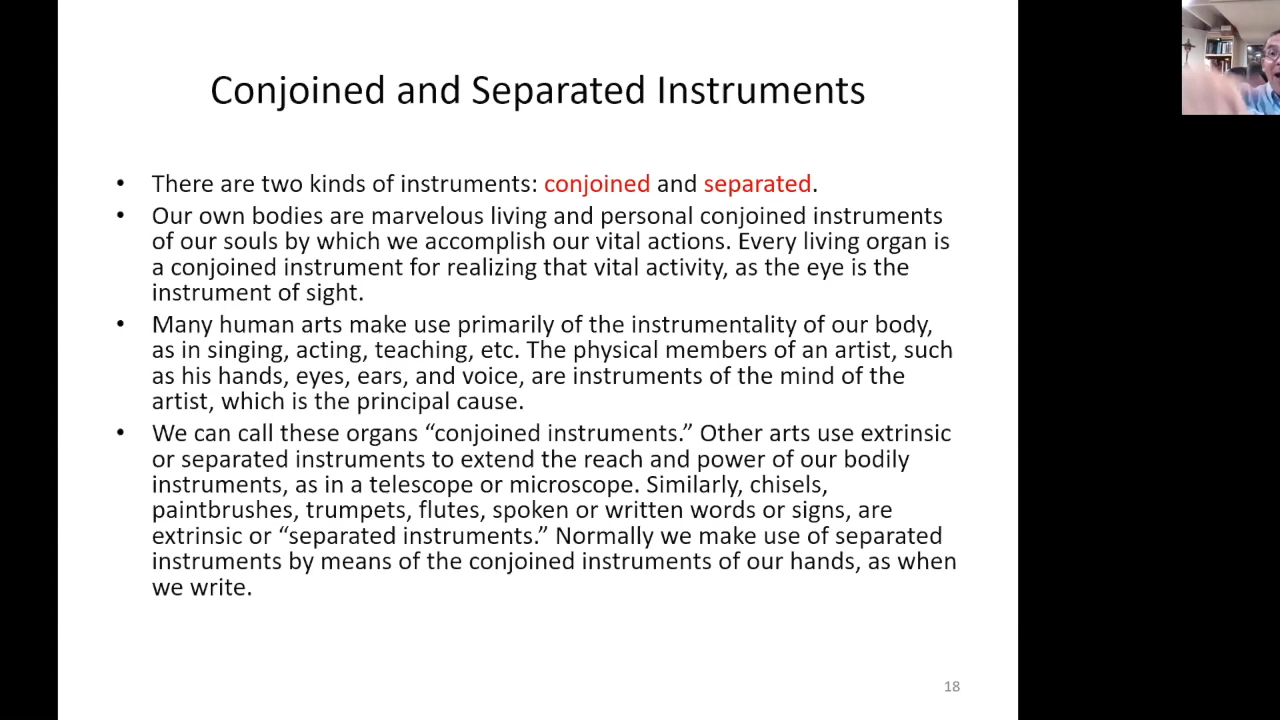 Conjoined and Separated Instruments
• There are two kinds of instruments: conjoined and separated.
• Our own bodies are marvelous living and personal conjoined instruments
of our souls by which we accomplish our vital actions. Every living organ is
a conjoined instrument for realizing that vital activity, as the eye is the
instrument of sight.
• Many human arts make use primarily of the instrumentality of our body,
as in singing, acting, teaching, etc. The physical members of an artist, such
as his hands, eyes, ears, and voice, are instruments of the mind of the
artist, which is the principal cause.
• We can call these organs “conjoined instruments.” Other arts use extrinsic
or separated instruments to extend the reach and power of our bodily
instruments, as in a telescope or microscope. Similarly, chisels,
paintbrushes, trumpets, flutes, spoken or written words or signs, are
extrinsic or “separated instruments.” Normally we make use of separated
instruments by means of the conjoined instruments of our hands, as when
we write.
18